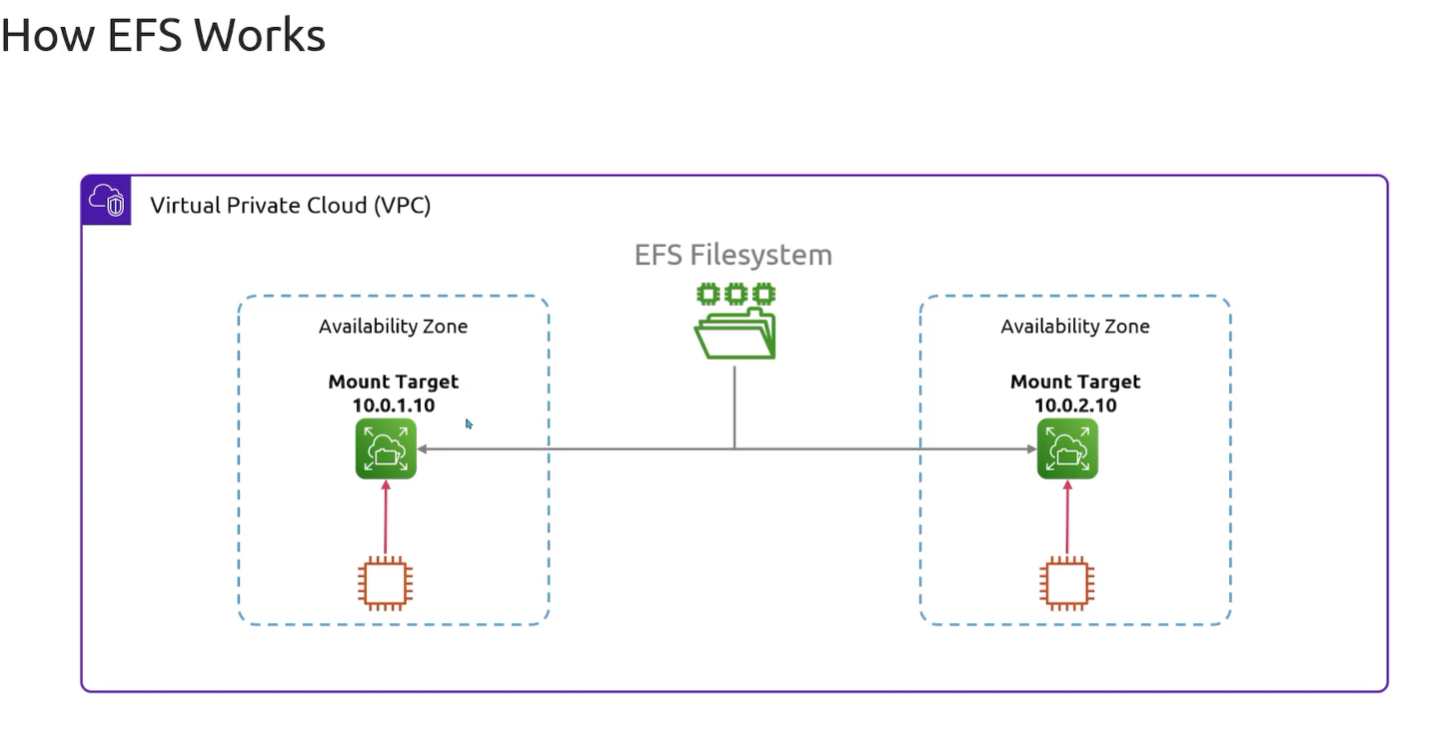 How EFS Works
Virtual Private Cloud (VPC)
EFS Filesystem
Availability Zone
Mount Target
10.0.1.10
Availability Zone
Mount Target
10.0.2.10